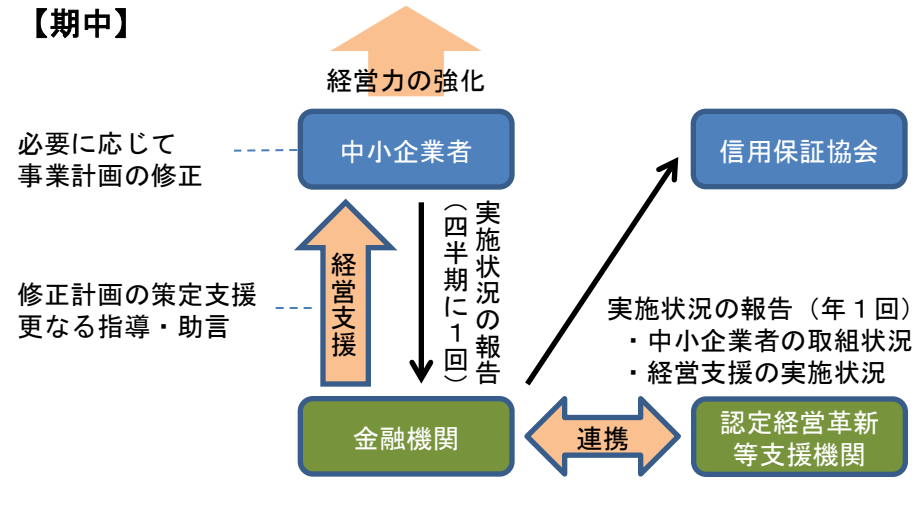 【期中】
経営力の強化
必要に応じて
事業計画の修正
中小企業者
信用保証協会
実施状況の報告
（四半期に１回）
経営支援
修正計画の策定支援
更なる指導・助言
実施状況の報告（年１回）
・中小企業者の取組状況
・経営支援の実施状況
金融機関
連携
認定経営革新
等支援機関